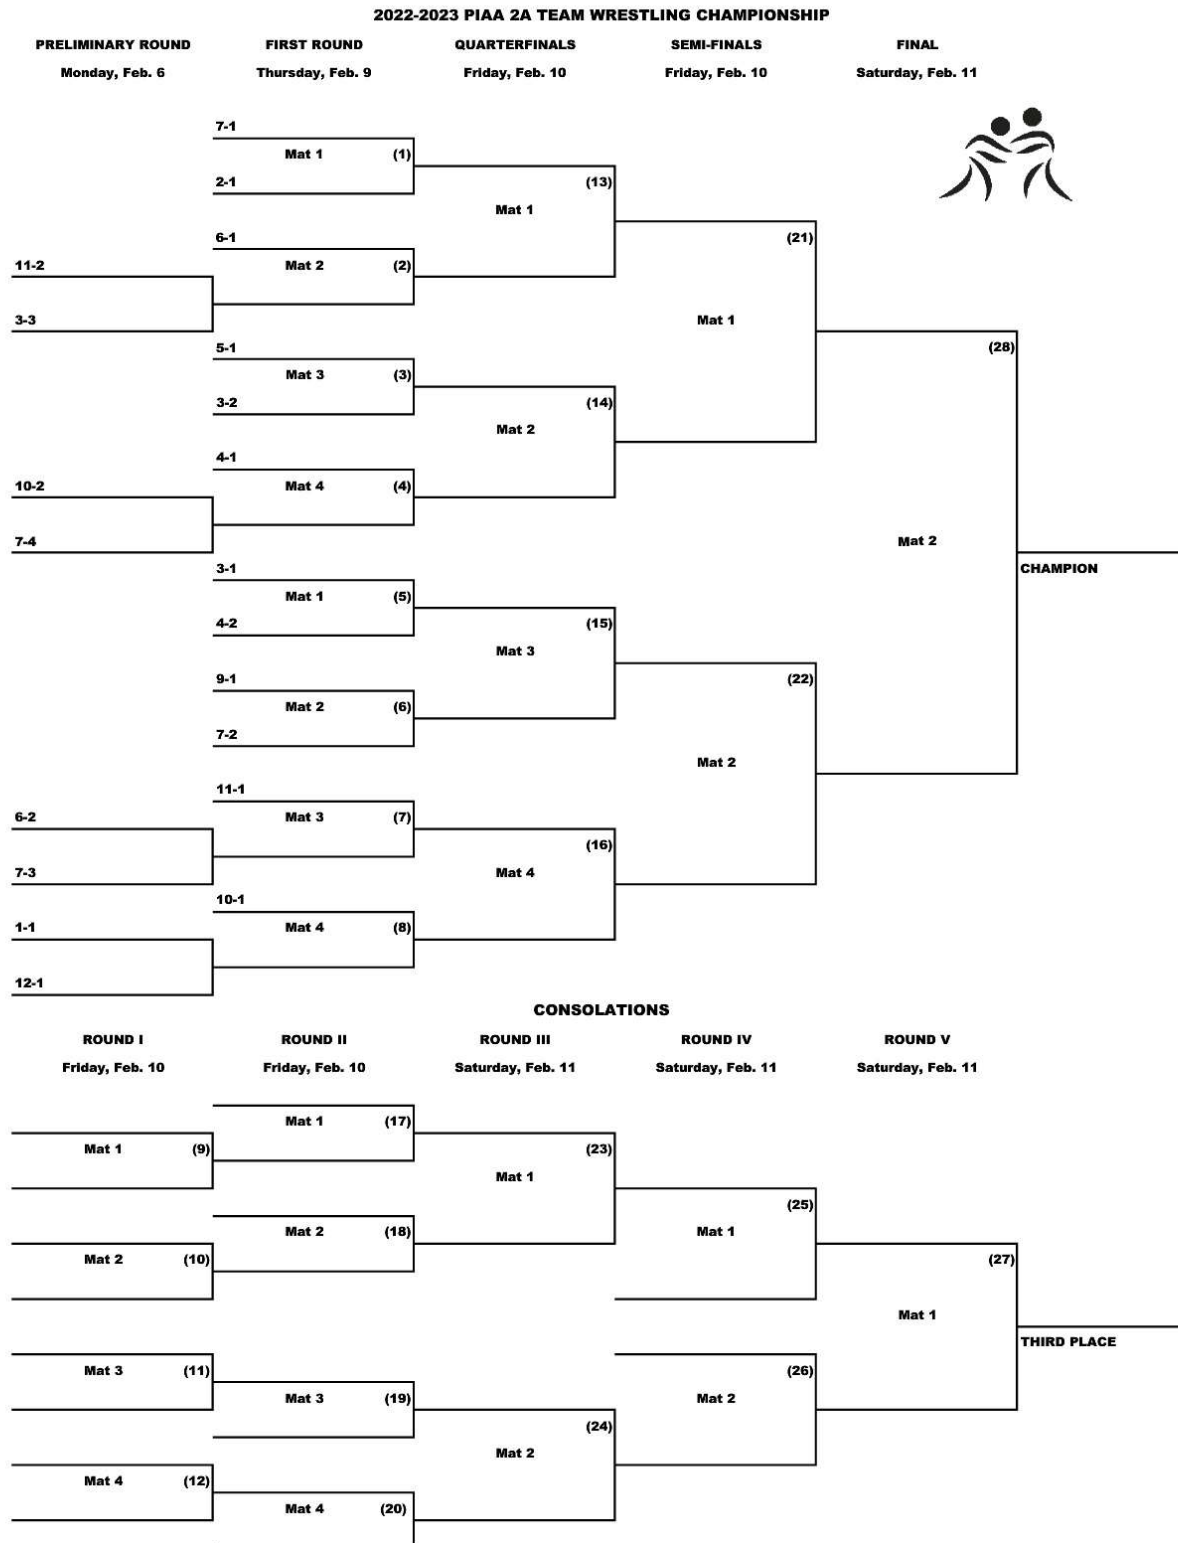 2022-2023 PIAA 2A TEAM WRESTLING CHAMPIONSHIP
PRELIMINARY ROUND FIRST ROUND QUARTERFINALS SEMI-FINALS FINAL
Monday, Feb. 6 Thursday, Feb. 9 Friday, Feb. 10 Friday, Feb. 10 Saturday, Feb. 11
7-1
Mat 1 (1)
2-1 (13)
Mat 1
6-1 (21)
11-2 Mat 2 (2)
3-3 Mat 1
5-1 (28)
Mat 3 (3)
3-2 (14)
Mat 2
4-1
10-2 Mat 4 (4)
7-4 Mat 2
3-1 CHAMPION
Mat 1 (5)
4-2 (15)
Mat 3
9-1 (22)
Mat 2 (6)
7-2
Mat 2
11-1
6-2 Mat 3 (7)
(16)
7-3 Mat 4
10-1
1-1 Mat 4 (8)
12-1
CONSOLATIONS
ROUND I ROUND II ROUND III ROUND IV ROUND V
Friday, Feb. 10 Friday, Feb. 10 Saturday, Feb. 11 Saturday, Feb. 11 Saturday, Feb. 11
Mat 1 (17)
Mat 1 (9) (23)
Mat 1
(25)
Mat 2 (18) Mat 1
Mat 2 (10) (27)
Mat 1
THIRD PLACE
Mat 3 (11) (26)
Mat 3 (19) Mat 2
(24)
Mat 2
Mat 4 (12)
Mat 4 (20)